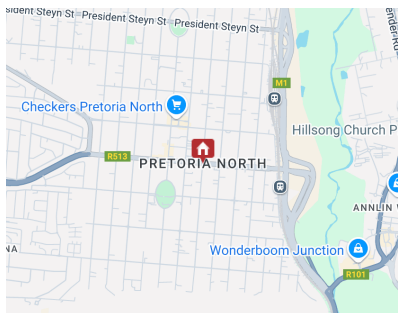 President Steyn St
President Steyn St
M1
Checkers Pretoria North
Hillsong Church P
R513
PRETORIA NORTH
ANNLIN
Wonderboom Junction
NA
R101